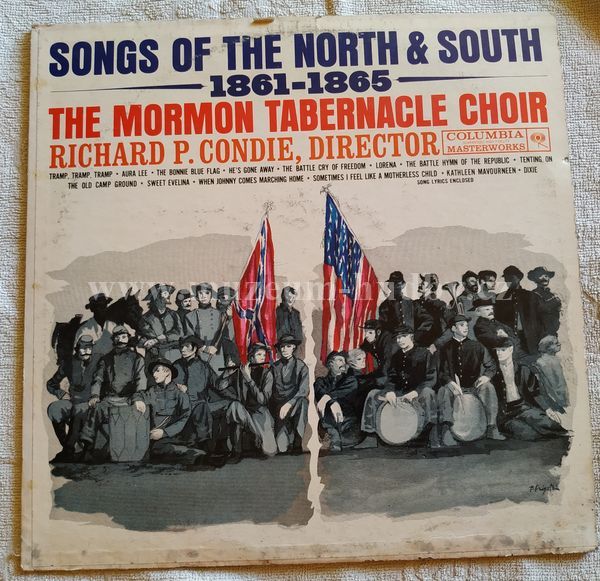 SONGS OF THE NORTH & SOUTH
1861-1865
THE MORMON TABERNACLE CHOIR
RICHARD P. CONDIE, DIRECTOR
COLUMBIA
MASTERWORKS
TRAMP, TRAMP, TRAMP • AURA LEE • THE BONNIE BLUE FLAG • HE'S GONE AWAY • THE BATTLE CRY OF FREEDOM • LORENA • THE BATTLE HYMN OF THE REPUBLIC • TENTING ON
THE OLD CAMP GROUND • SWEET EVELINA • WHEN JOHNNY COMES MARCHING HOME • SOMETIMES I FEEL LIKE A MOTHERLESS CHILD • KATHLEEN MAVOURNEEN • DIXIE
SONG LYRICS ENCLOSED